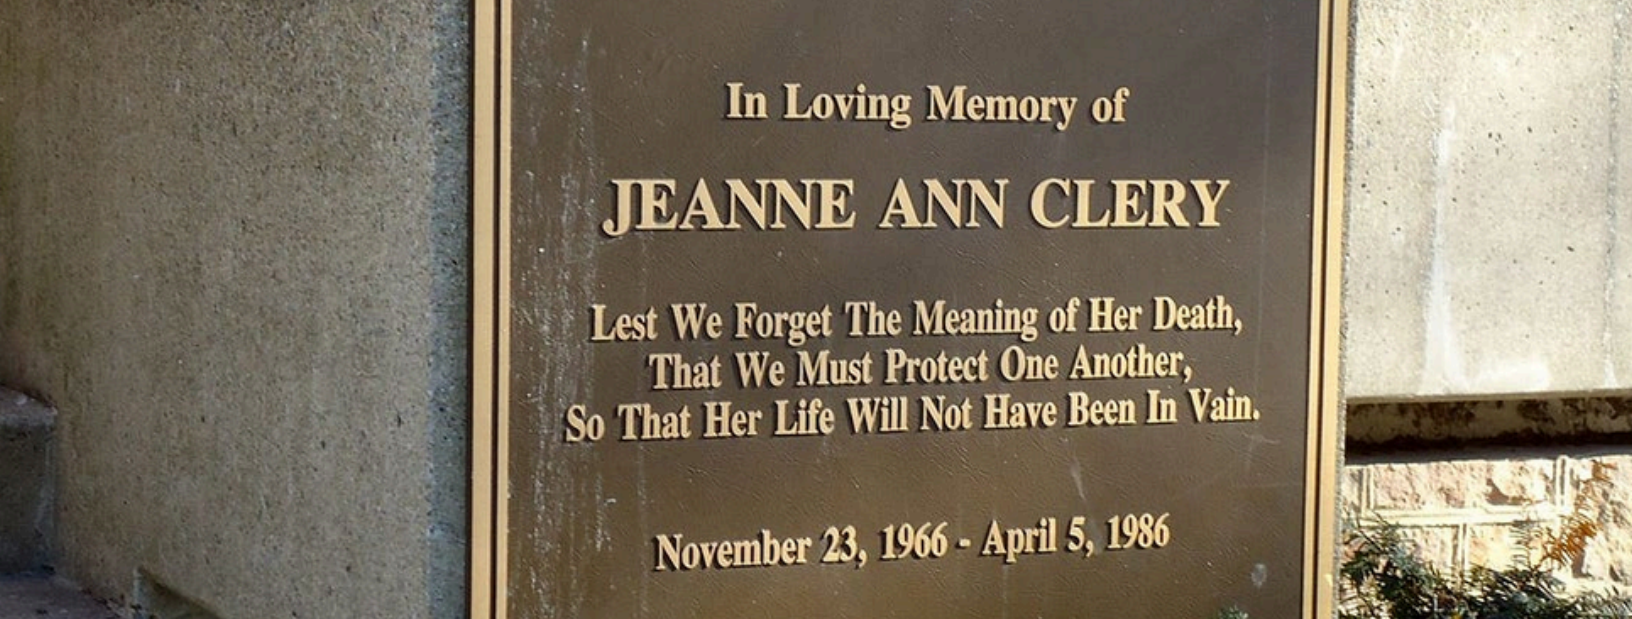 In Loving Memory of
JEANNE ANN CLERY
Lest We Forget The Meaning of Her Death,
That We Must Protect One Another,
So That Her Life Will Not Have Been In Vain.
November 23, 1966 - April 5, 1986